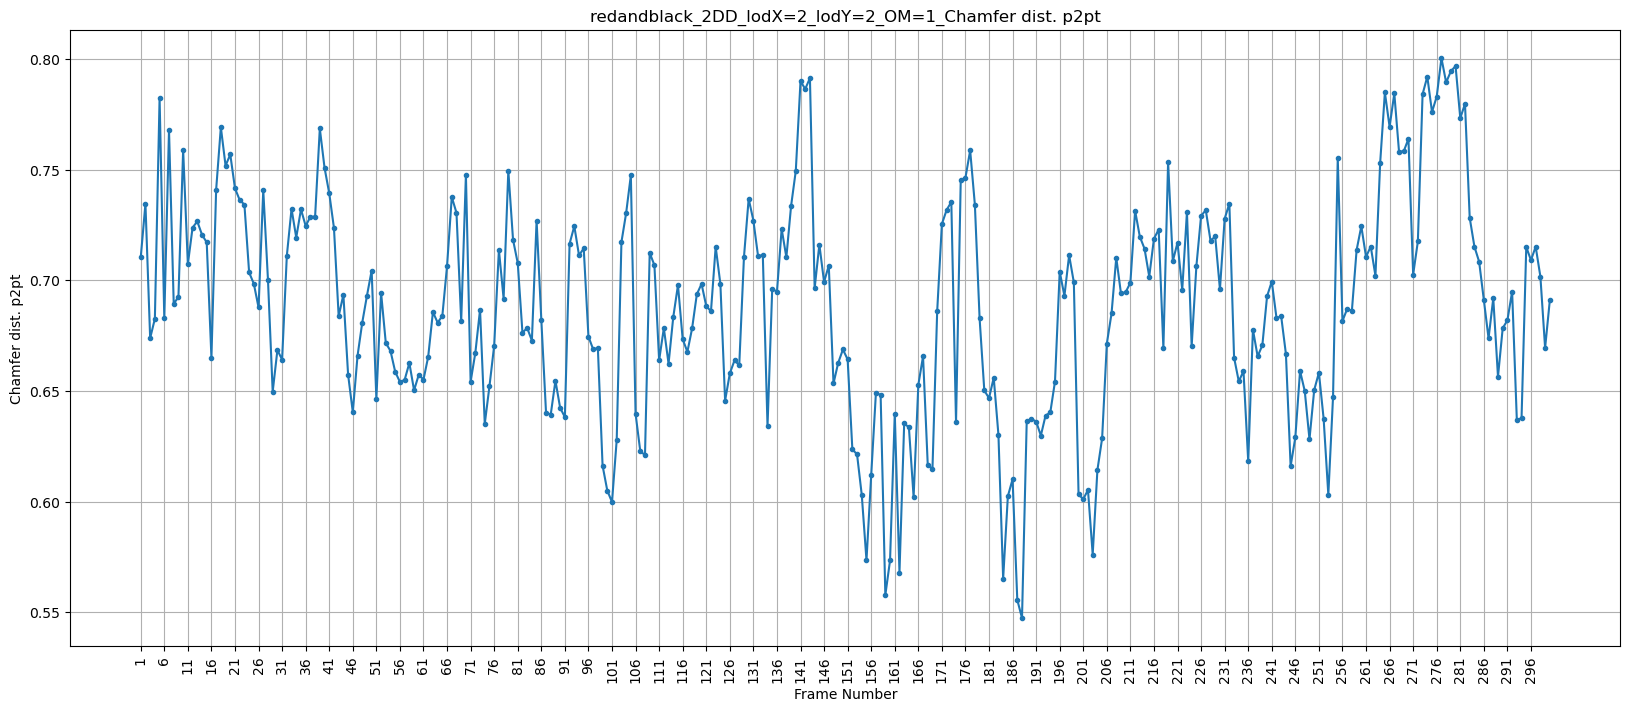 redandblack_2DD_lodX=2_lodY=2_OM=1_Chamfer dist. p2pt
Chamfer dist. p2pt
0.80
0.75
0.70
0.65
0.60
0.55
1 6 11 16 21 26 31 36 41 46 51 56 61 66 71 76 81 86 91 96 101 106 111 116 121 126 131 136 141 146 151 156 161 166 171 176 181 186 191 196 201 206 211 216 221 226 231 236 241 246 251 256 261 266 271 276 281 286 291 296
Frame Number